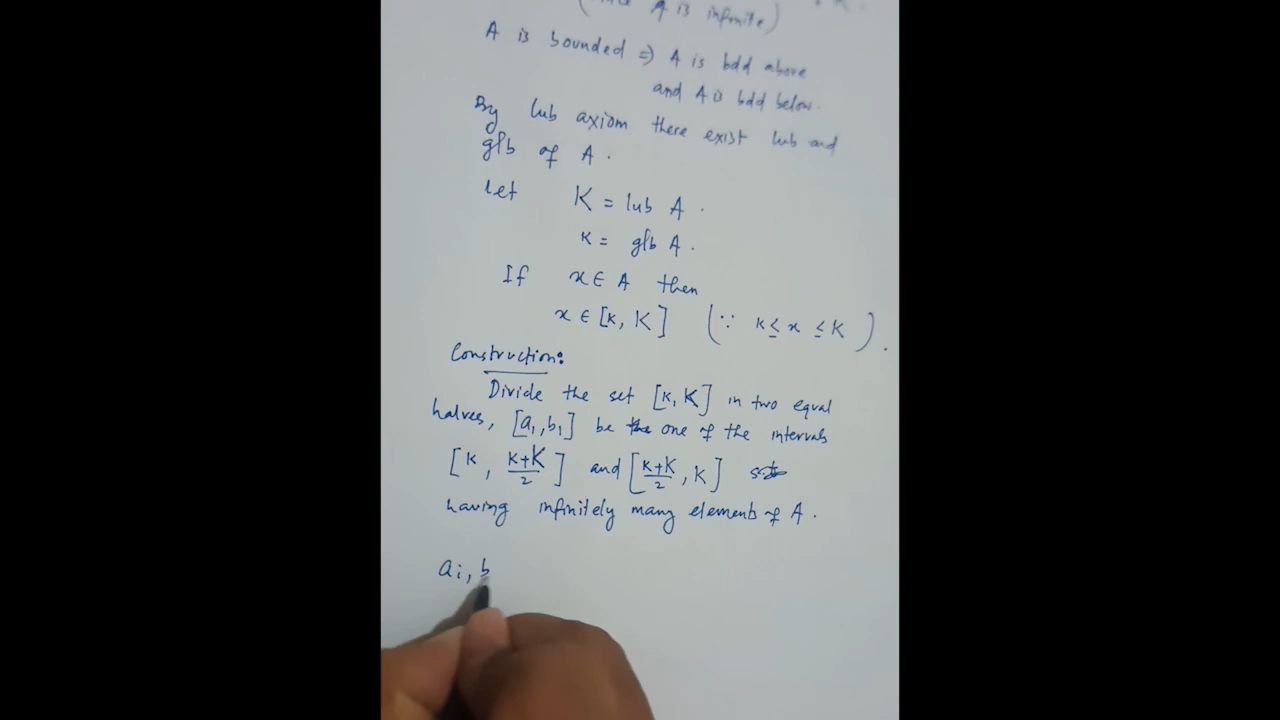 A is infinite)
A is bounded ⇒ A is bdd above
and A is bdd below.
By lub axiom there exist lub and
glb of A.
let K = lub A.
k = glb A.
If x ∈ A then
x ∈ [k, K] (∵ k ≤ x ≤ K).
Construction:
Divide the set [k, K] in two equal
halves, [a₁, b₁] be one of the intervals
[k, k+K/2] and [k+K/2, K]
having infinitely many elements of A.
ai, b